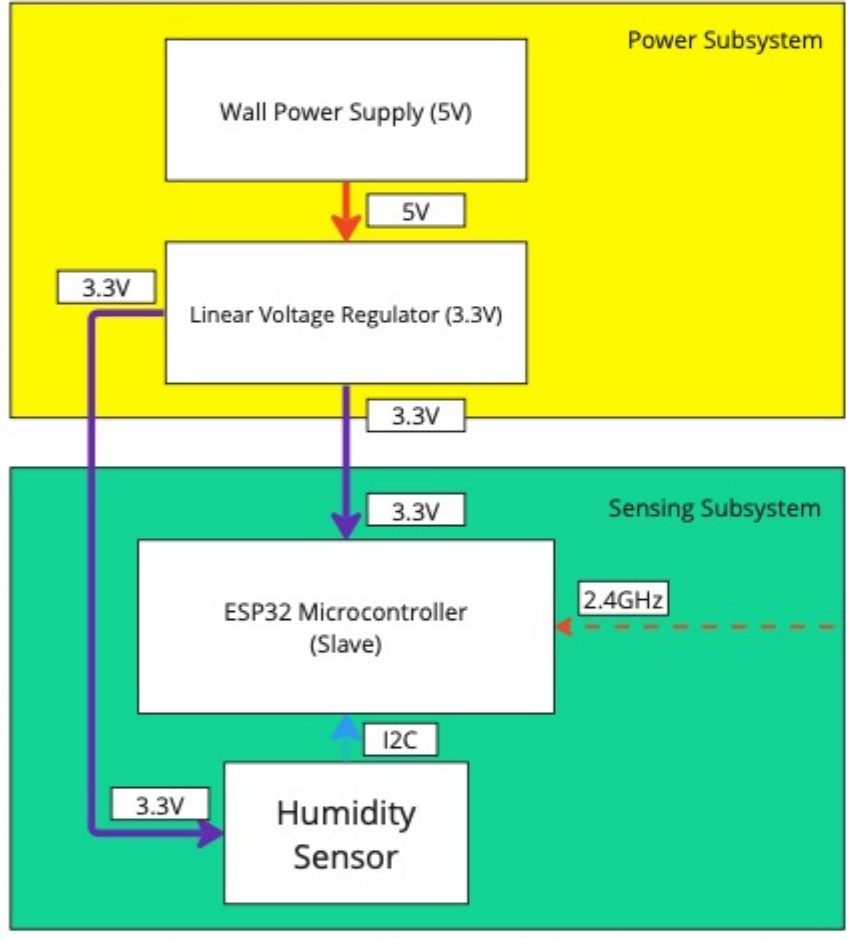 Power Subsystem
Wall Power Supply (5V)
5V
3.3V
Linear Voltage Regulator (3.3V)
3.3V
Sensing Subsystem
3.3V
ESP32 Microcontroller
(Slave)
2.4GHz
I2C
3.3V
Humidity
Sensor